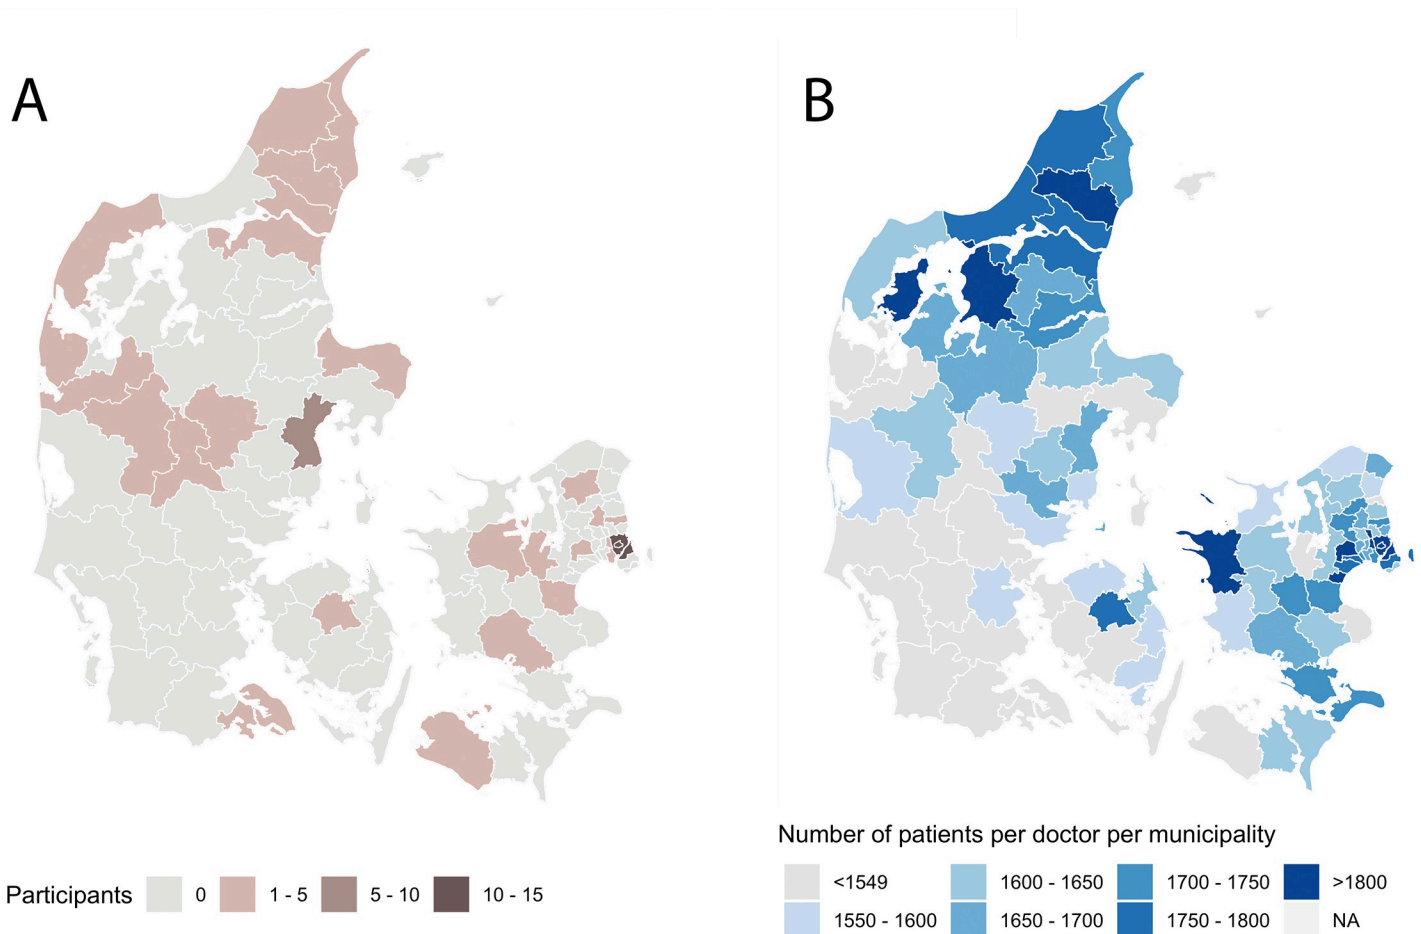 A
B
Participants
0
1 - 5
5 - 10
10 - 15
Number of patients per doctor per municipality
<1549
1600 - 1650
1700 - 1750
>1800
1550 - 1600
1650 - 1700
1750 - 1800
NA